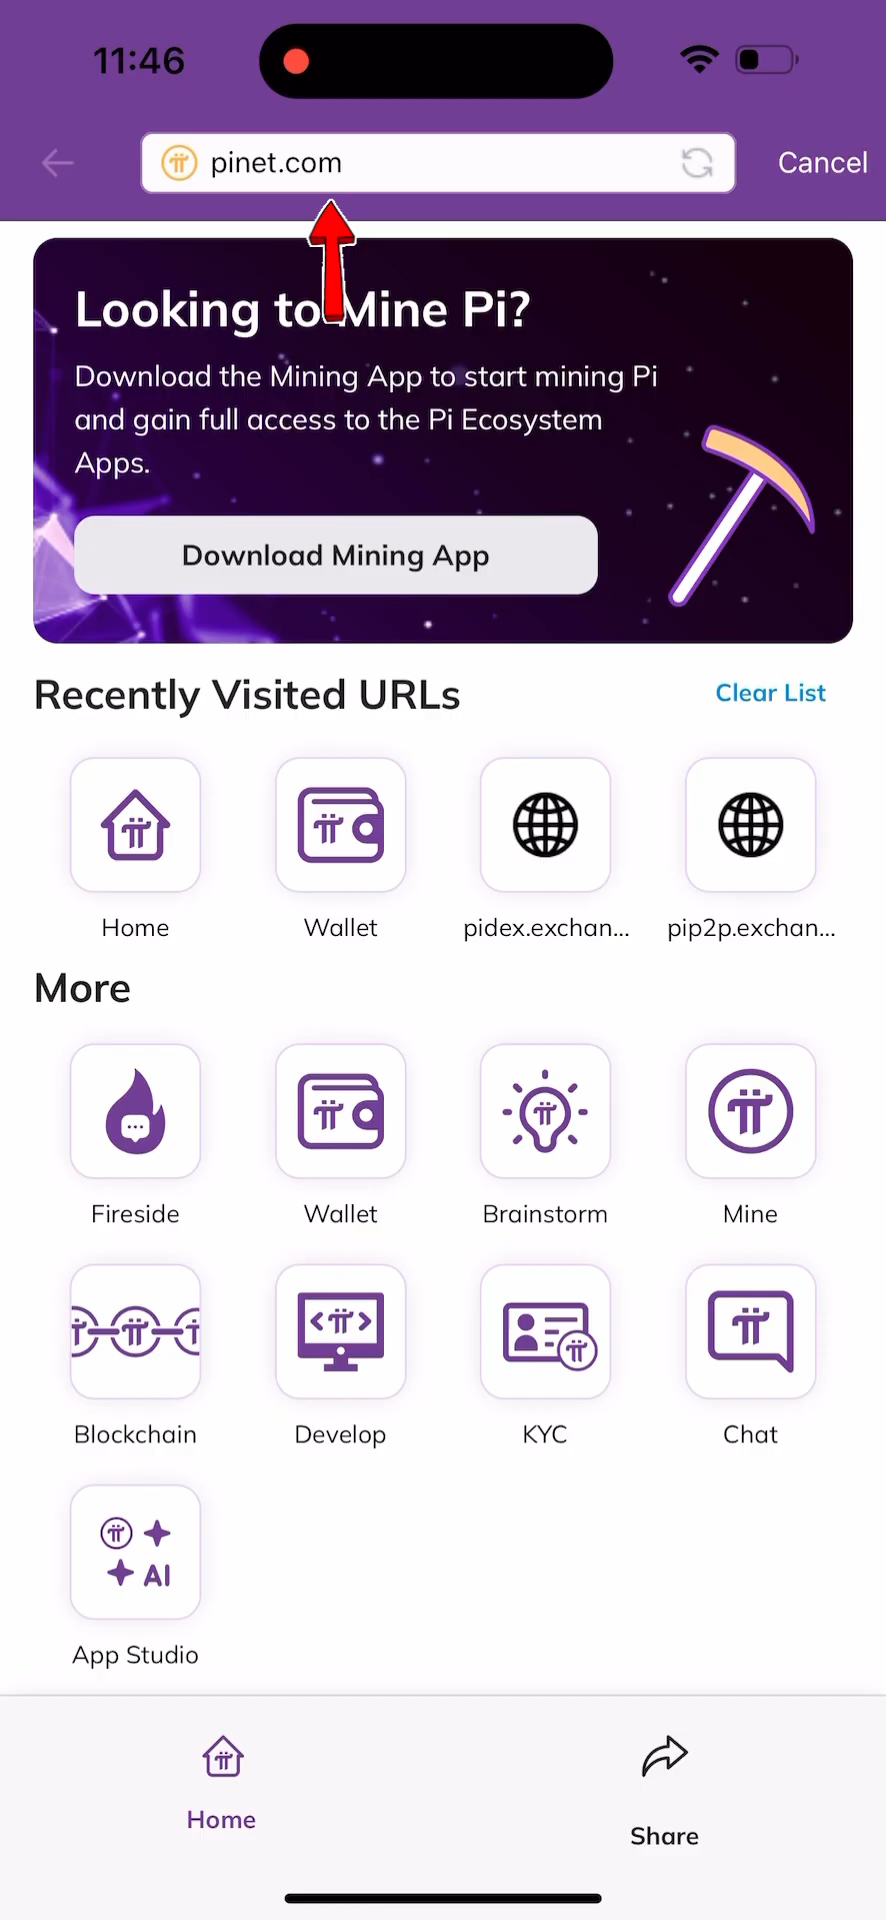 11:46
pinet.com
Cancel
Looking to Mine Pi?
Download the Mining App to start mining Pi
and gain full access to the Pi Ecosystem
Apps.
Download Mining App
Recently Visited URLs
Clear List
Home
Wallet
pidex.exchan...
pip2p.exchan...
More
Fireside
Wallet
Brainstorm
Mine
Blockchain
Develop
KYC
Chat
AI
App Studio
Home
Share